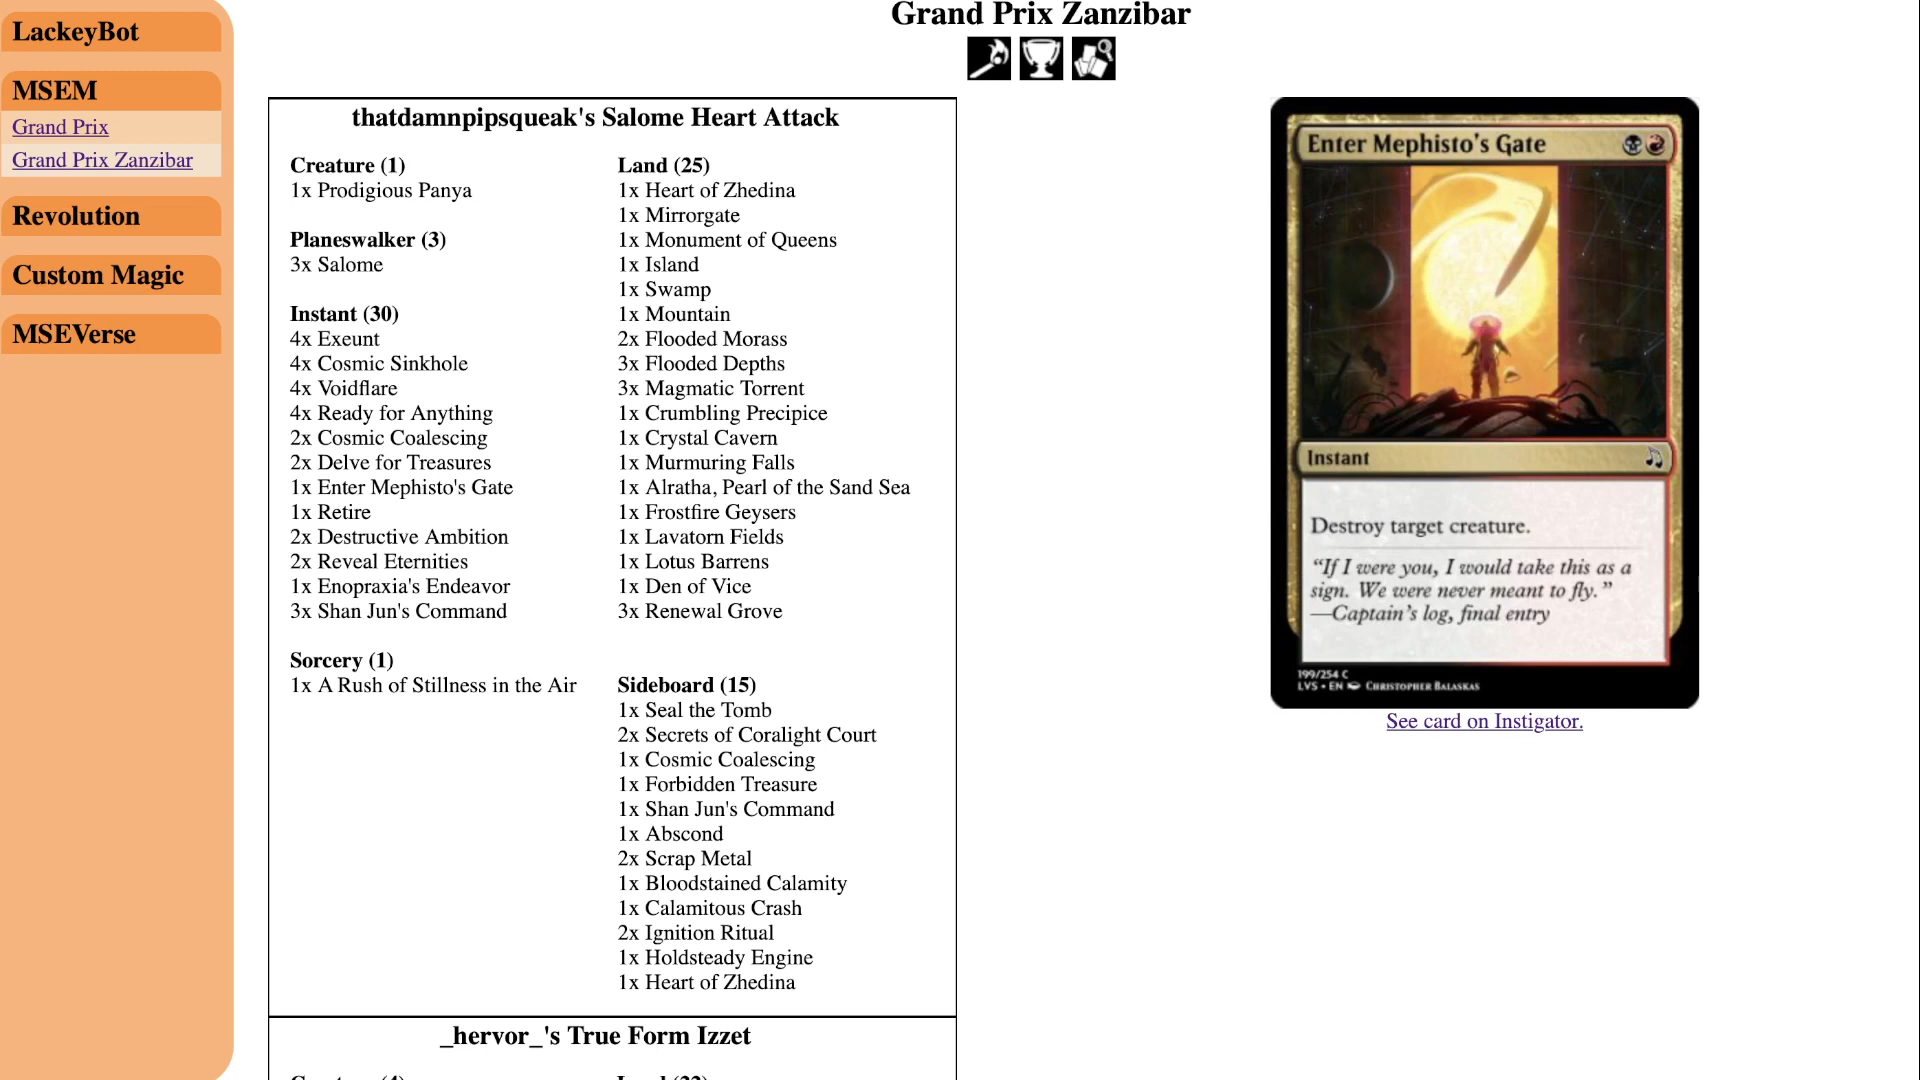 LackeyBot
MSEM
Grand Prix
Grand Prix Zanzibar
Revolution
Custom Magic
MSEVerse
Grand Prix Zanzibar
thatdamnpipsqueak's Salome Heart Attack
Creature (1)
1x Prodigious Panya
Planeswalker (3)
3x Salome
Instant (30)
4x Exeunt
4x Cosmic Sinkhole
4x Voidflare
4x Ready for Anything
2x Cosmic Coalescing
2x Delve for Treasures
1x Enter Mephisto's Gate
1x Retire
2x Destructive Ambition
2x Reveal Eternities
1x Enopraxia's Endeavor
3x Shan Jun's Command
Sorcery (1)
1x A Rush of Stillness in the Air
Land (25)
1x Heart of Zhedina
1x Mirrorgate
1x Monument of Queens
1x Island
1x Swamp
1x Mountain
2x Flooded Morass
3x Flooded Depths
3x Magmatic Torrent
1x Crumbling Precipice
1x Crystal Cavern
1x Murmuring Falls
1x Alratha, Pearl of the Sand Sea
1x Frostfire Geysers
1x Lavatorn Fields
1x Lotus Barrens
1x Den of Vice
3x Renewal Grove
Sideboard (15)
1x Seal the Tomb
2x Secrets of Coralight Court
1x Cosmic Coalescing
1x Forbidden Treasure
1x Shan Jun's Command
1x Abscond
2x Scrap Metal
1x Bloodstained Calamity
1x Calamitous Crash
2x Ignition Ritual
1x Holdsteady Engine
1x Heart of Zhedina
_hervor_'s True Form Izzet
Enter Mephisto's Gate
Instant
Destroy target creature.
“If I were you, I would take this as a
sign. We were never meant to fly.”
—Captain's log, final entry
199/254 C
LVS • EN Christopher Balaskas
See card on Instigator.